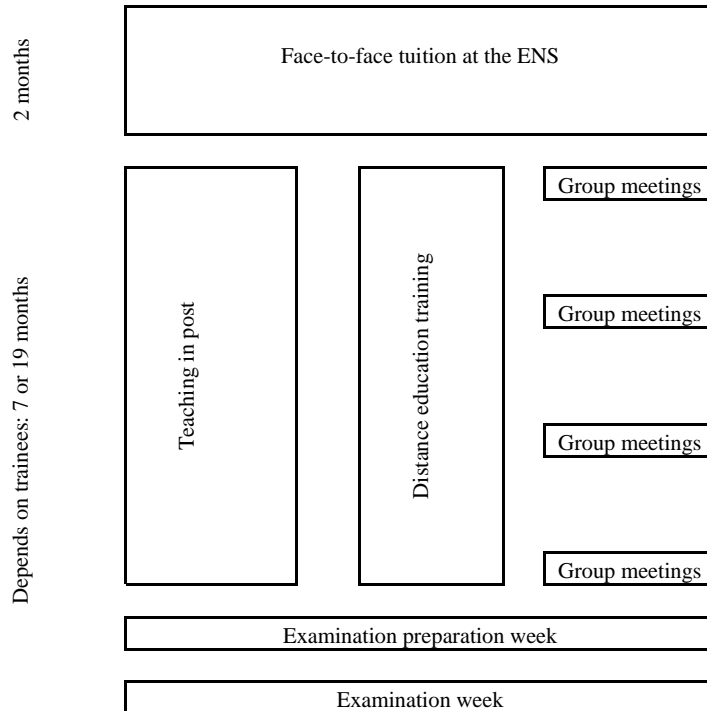 2 months
Face-to-face tuition at the ENS
Depends on trainees: 7 or 19 months
Teaching in post
Distance education training
Group meetings
Group meetings
Group meetings
Group meetings
Examination preparation week
Examination week